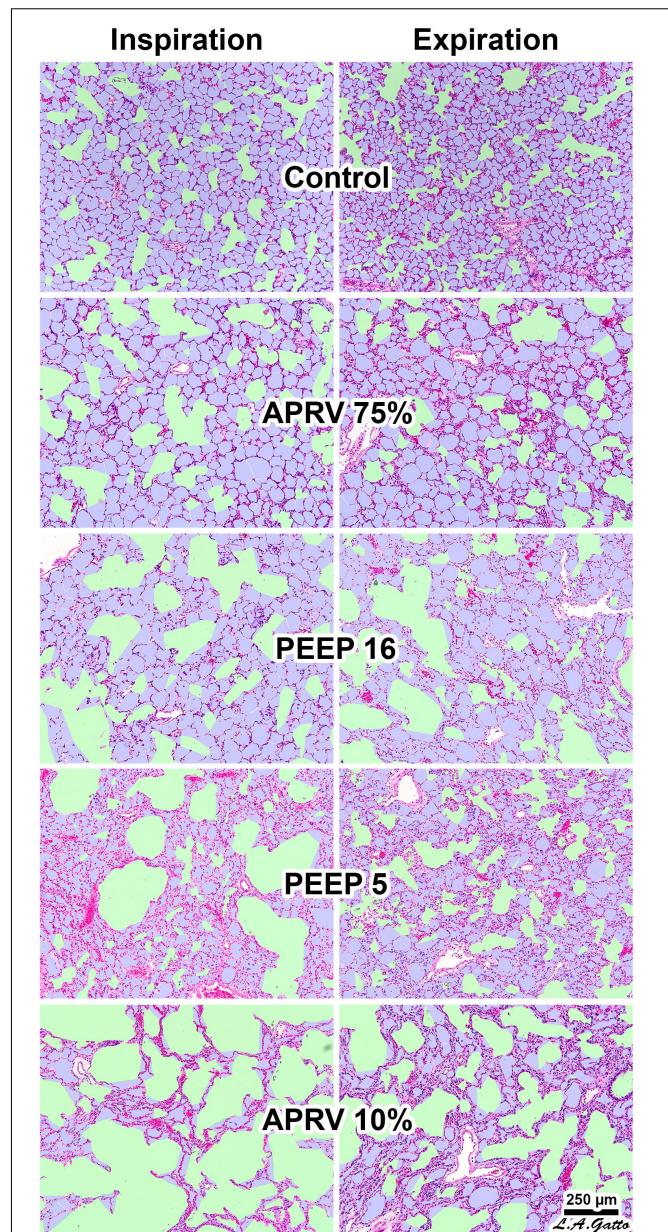 Inspiration Expiration
Control
APRV 75%
PEEP 16
PEEP 5
APRV 10%
250 µm
L.A.Gatto